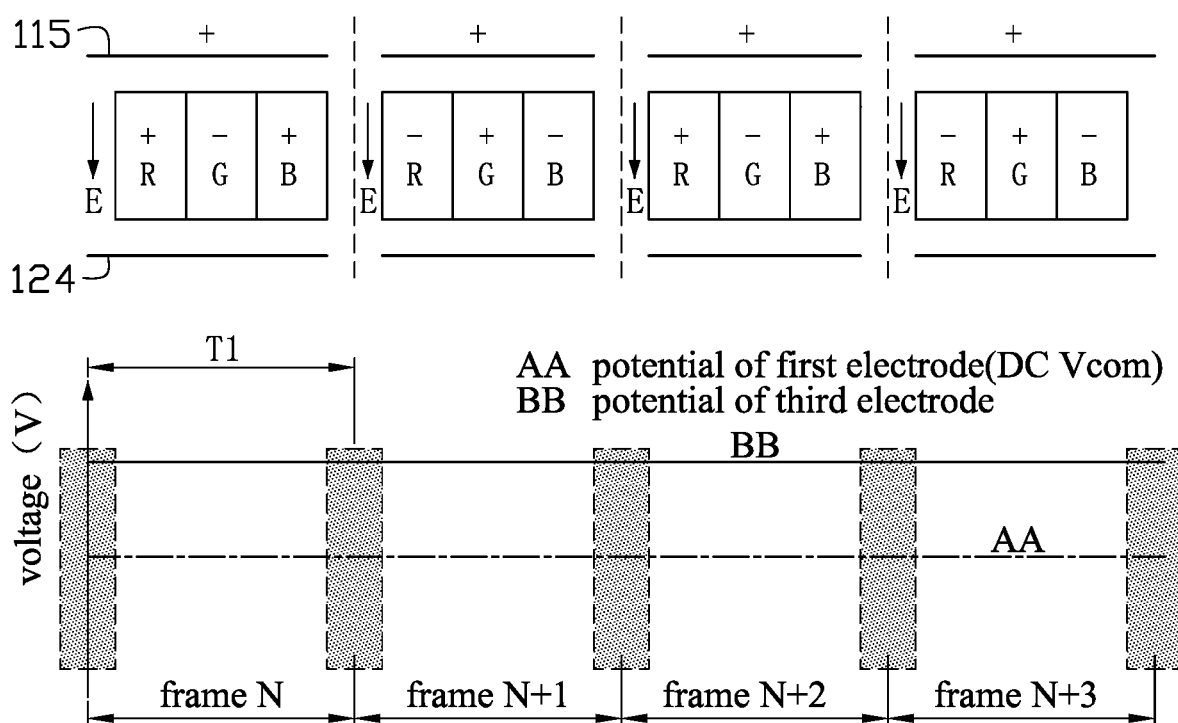 115 + + + +
+ − + − + − + − + − + −
R G B R G B R G B R G B
E E E E
124
T1
AA potential of first electrode(DC Vcom)
BB potential of third electrode
voltage (V)
BB
AA
frame N frame N+1 frame N+2 frame N+3